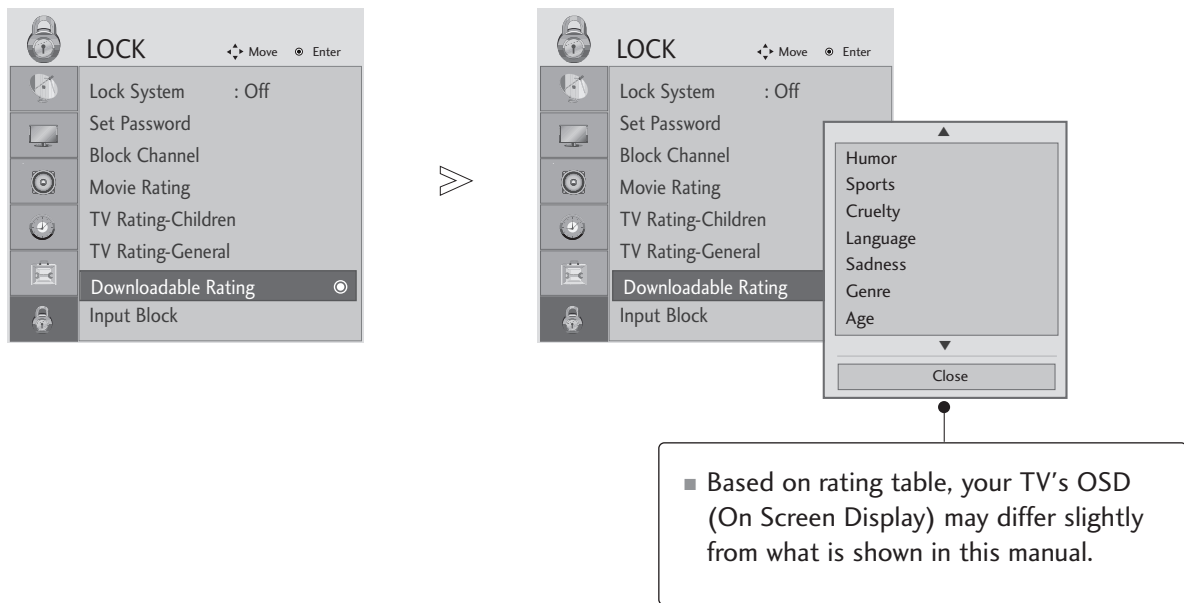 LOCK
Move Enter
Lock System : Off
Set Password
Block Channel
Movie Rating
TV Rating-Children
TV Rating-General
Downloadable Rating
Input Block
LOCK
Move Enter
Lock System : Off
Set Password
Block Channel
Movie Rating
TV Rating-Children
TV Rating-General
Downloadable Rating
Input Block
Humor
Sports
Cruelty
Language
Sadness
Genre
Age
Close
■ Based on rating table, your TV's OSD
(On Screen Display) may differ slightly
from what is shown in this manual.